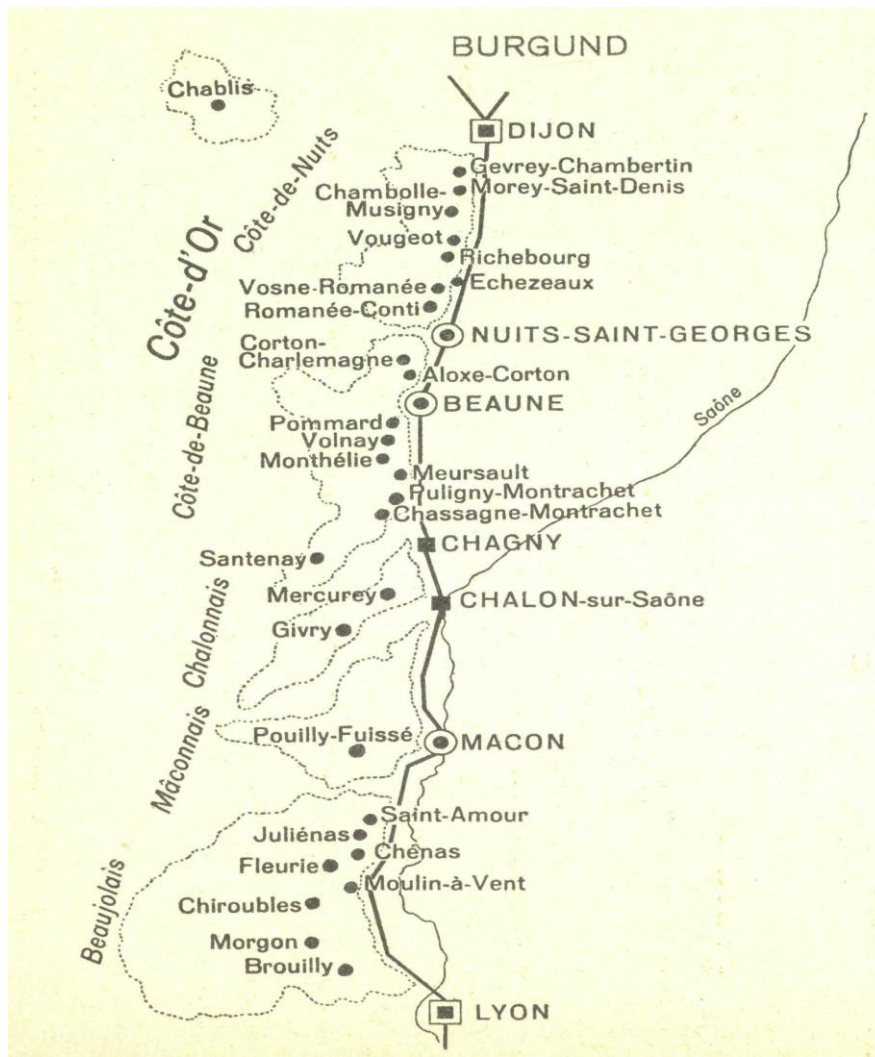 BURGUND
Chablis
DIJON
Côte-de-Nuits
Gevrey-Chambertin
Morey-Saint-Denis
Chambolle-
Musigny
Vougeot
Richebourg
Côte-d'Or
Echezeaux
Vosne-Romanée
Romanée-Conti
NUITS-SAINT-GEORGES
Corton-
Charlemagne
Aloxe-Corton
BEAUNE
Saône
Côte-de-Beaune
Pommard
Volnay
Monthélie
Meursault
Puligny-Montrachet
Chassagne-Montrachet
CHAGNY
Santenay
Mercurey
CHALON-sur-Saône
Chalonnais
Givry
Mâconnais
Pouilly-Fuissé
MACON
Saint-Amour
Juliénas
Chênas
Fleurie
Moulin-à-Vent
Beaujolais
Chiroubles
Morgon
Brouilly
LYON